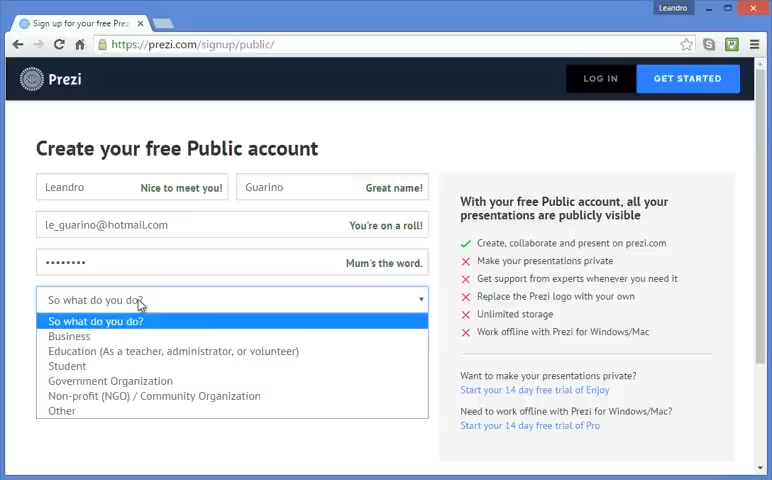 Leandro
Sign up for your free Prezi
https://prezi.com/signup/public/
Prezi
LOG IN
GET STARTED
Create your free Public account
Leandro Nice to meet you!
Guarino Great name!
le_guarino@hotmail.com You're on a roll!
•••••••• Mum's the word.
So what do you do?
So what do you do?
Business
Education (As a teacher, administrator, or volunteer)
Student
Government Organization
Non-profit (NGO) / Community Organization
Other
With your free Public account, all your
presentations are publicly visible
Create, collaborate and present on prezi.com
Make your presentations private
Get support from experts whenever you need it
Replace the Prezi logo with your own
Unlimited storage
Work offline with Prezi for Windows/Mac
Want to make your presentations private?
Start your 14 day free trial of Enjoy
Need to work offline with Prezi for Windows/Mac?
Start your 14 day free trial of Pro